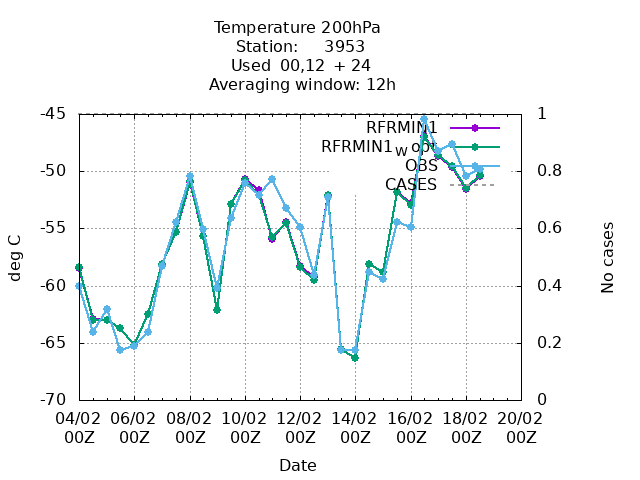 Temperature 200hPa
Station: 3953
Used 00,12 + 24
Averaging window: 12h
-45
-50
-55
-60
-65
-70
deg C
1
0.8
0.6
0.4
0.2
0
No cases
RFRMIN1
RFRMIN1w opt
OBS
CASES
04/02 06/02 08/02 10/02 12/02 14/02 16/02 18/02 20/02
00Z 00Z 00Z 00Z 00Z 00Z 00Z 00Z 00Z
Date